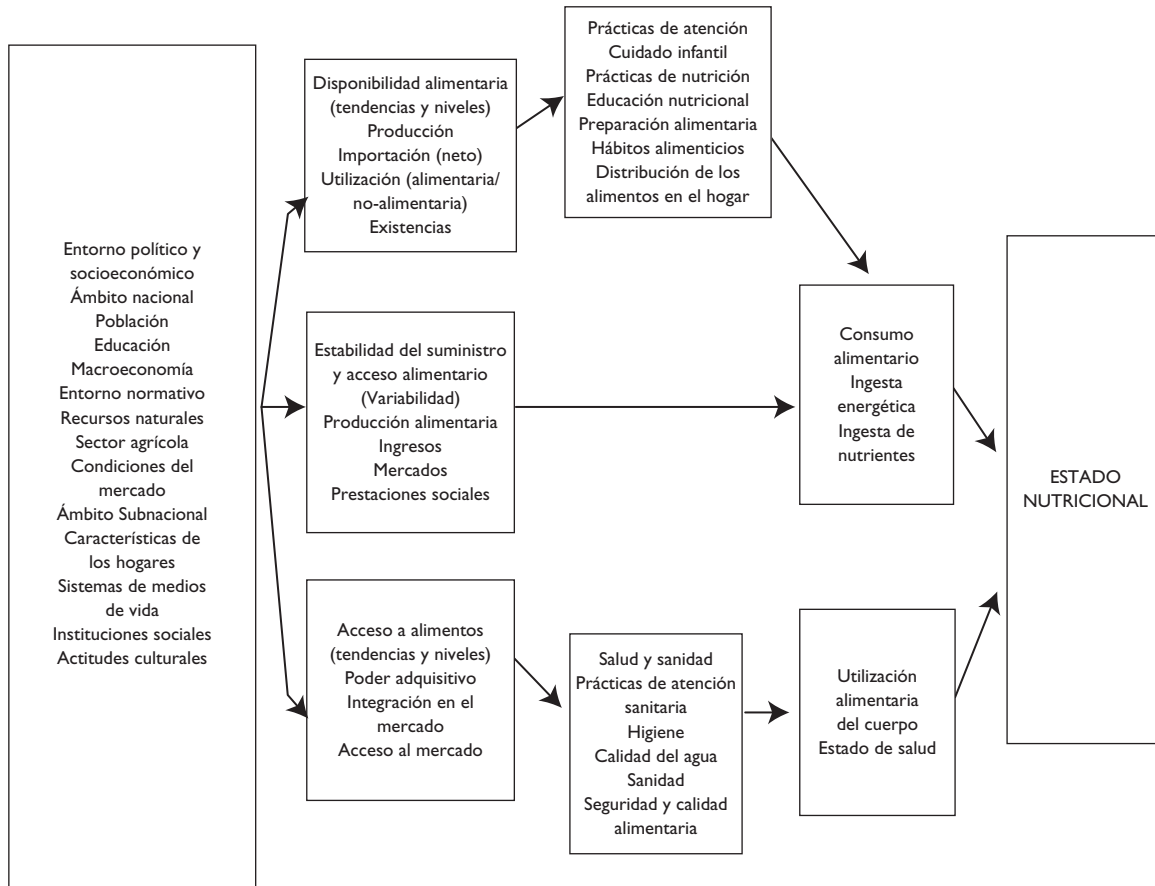 Entorno político y
socioeconómico
Ámbito nacional
Población
Educación
Macroeconomía
Entorno normativo
Recursos naturales
Sector agrícola
Condiciones del
mercado
Ámbito Subnacional
Características de
los hogares
Sistemas de medios
de vida
Instituciones sociales
Actitudes culturales
Disponibilidad alimentaria
(tendencias y niveles)
Producción
Importación (neto)
Utilización (alimentaria/
no-alimentaria)
Existencias
Prácticas de atención
Cuidado infantil
Prácticas de nutrición
Educación nutricional
Preparación alimentaria
Hábitos alimenticios
Distribución de los
alimentos en el hogar
Estabilidad del suministro
y acceso alimentario
(Variabilidad)
Producción alimentaria
Ingresos
Mercados
Prestaciones sociales
Consumo
alimentario
Ingesta
energética
Ingesta de
nutrientes
Acceso a alimentos
(tendencias y niveles)
Poder adquisitivo
Integración en el
mercado
Acceso al mercado
Salud y sanidad
Prácticas de atención
sanitaria
Higiene
Calidad del agua
Sanidad
Seguridad y calidad
alimentaria
Utilización
alimentaria
del cuerpo
Estado de salud
ESTADO
NUTRICIONAL